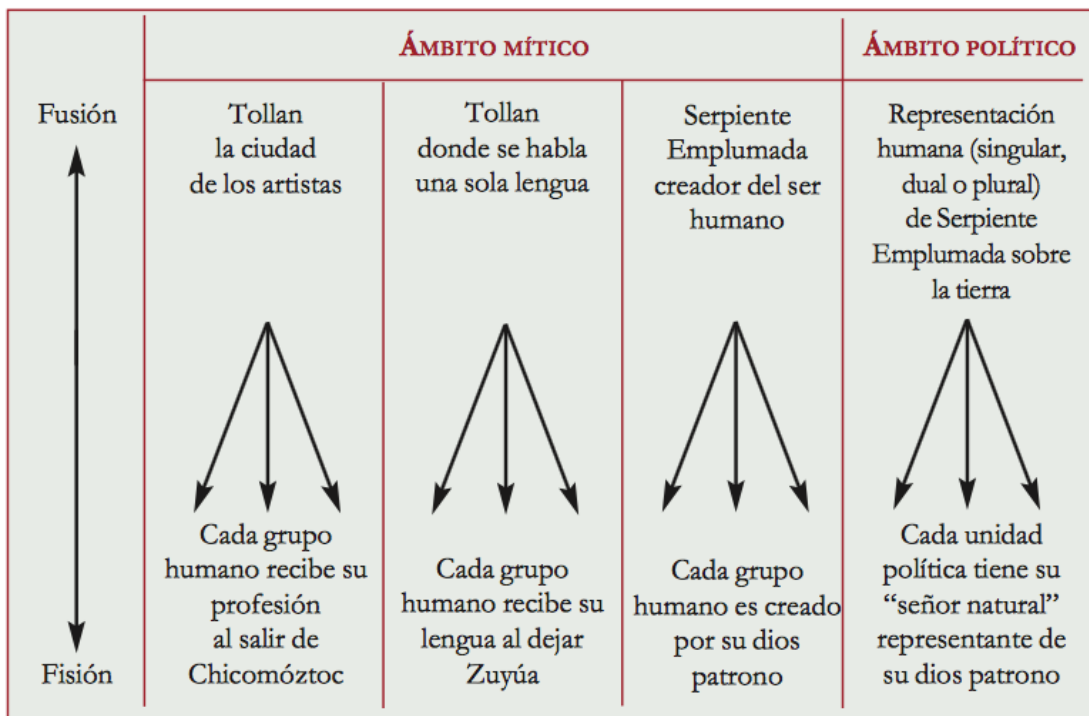 ÁMBITO MÍTICO
ÁMBITO POLÍTICO
Fusión
Tollan
la ciudad
de los artistas
Tollan
donde se habla
una sola lengua
Serpiente
Emplumada
creador del ser
humano
Representación
humana (singular,
dual o plural)
de Serpiente
Emplumada sobre
la tierra
Fisión
Cada grupo
humano recibe su
profesión
al salir de
Chicomóztoc
Cada grupo
humano recibe su
lengua al dejar
Zuyúa
Cada grupo
humano es creado
por su dios
patrono
Cada unidad
política tiene su
“señor natural”
representante de
su dios patrono